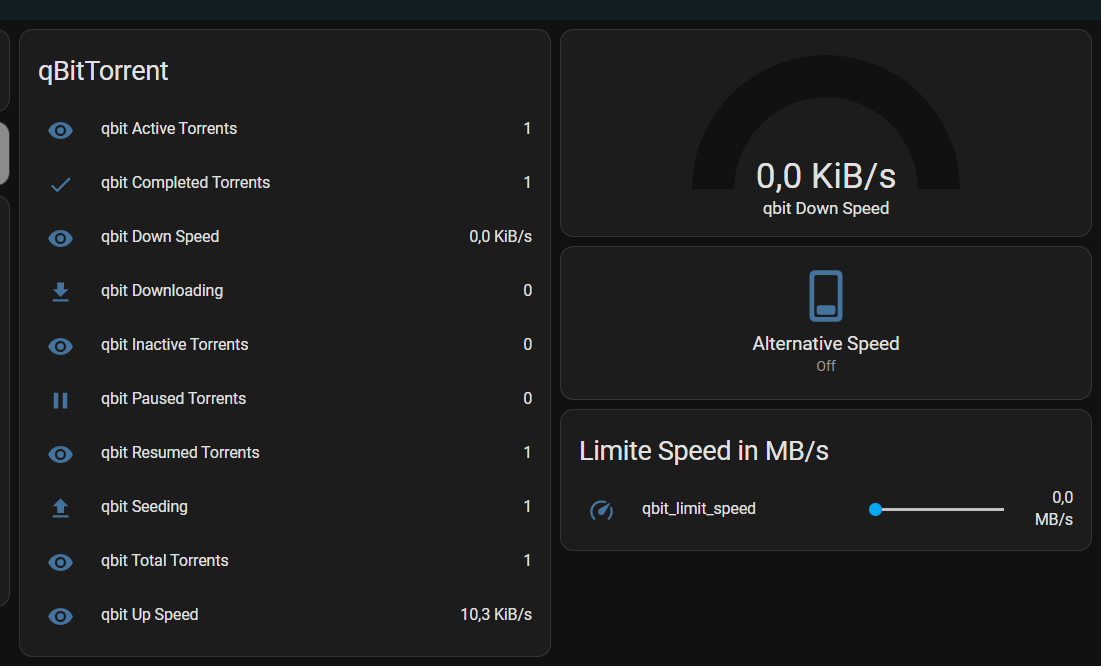 qBitTorrent
qbit Active Torrents 1
qbit Completed Torrents 1
qbit Down Speed 0,0 KiB/s
qbit Downloading 0
qbit Inactive Torrents 0
qbit Paused Torrents 0
qbit Resumed Torrents 1
qbit Seeding 1
qbit Total Torrents 1
qbit Up Speed 10,3 KiB/s
0,0 KiB/s
qbit Down Speed
Alternative Speed
Off
Limite Speed in MB/s
qbit_limit_speed 0,0
MB/s